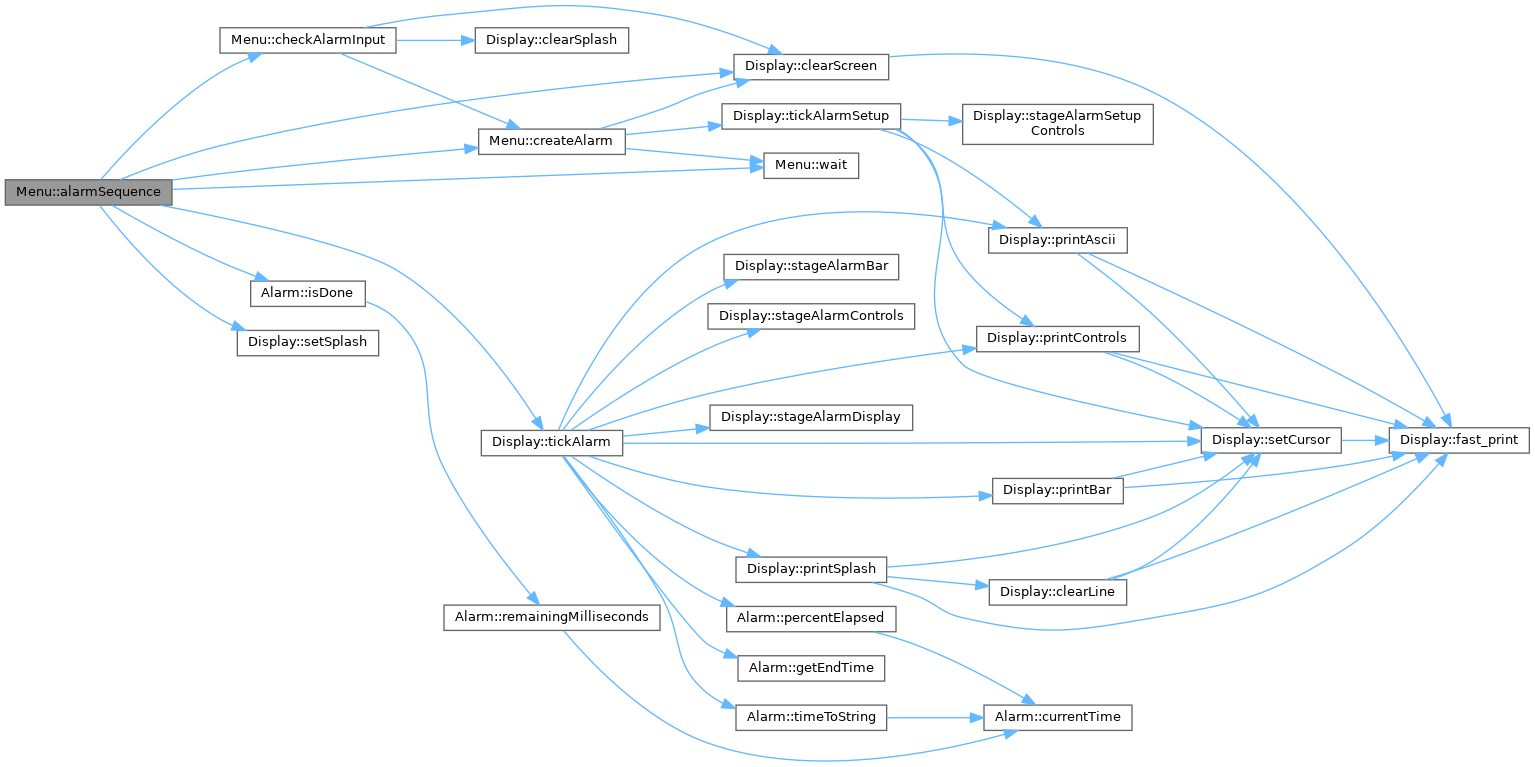 Menu::checkAlarmInput
Display::clearSplash
Display::clearScreen
Display::tickAlarmSetup
Display::stageAlarmSetup
Controls
Menu::createAlarm
Menu::wait
Menu::alarmSequence
Display::printAscii
Display::stageAlarmBar
Alarm::isDone
Display::stageAlarmControls
Display::setSplash
Display::printControls
Display::stageAlarmDisplay
Display::tickAlarm
Display::setCursor
Display::fast_print
Display::printBar
Display::printSplash
Display::clearLine
Alarm::remainingMilliseconds
Alarm::percentElapsed
Alarm::getEndTime
Alarm::timeToString
Alarm::currentTime